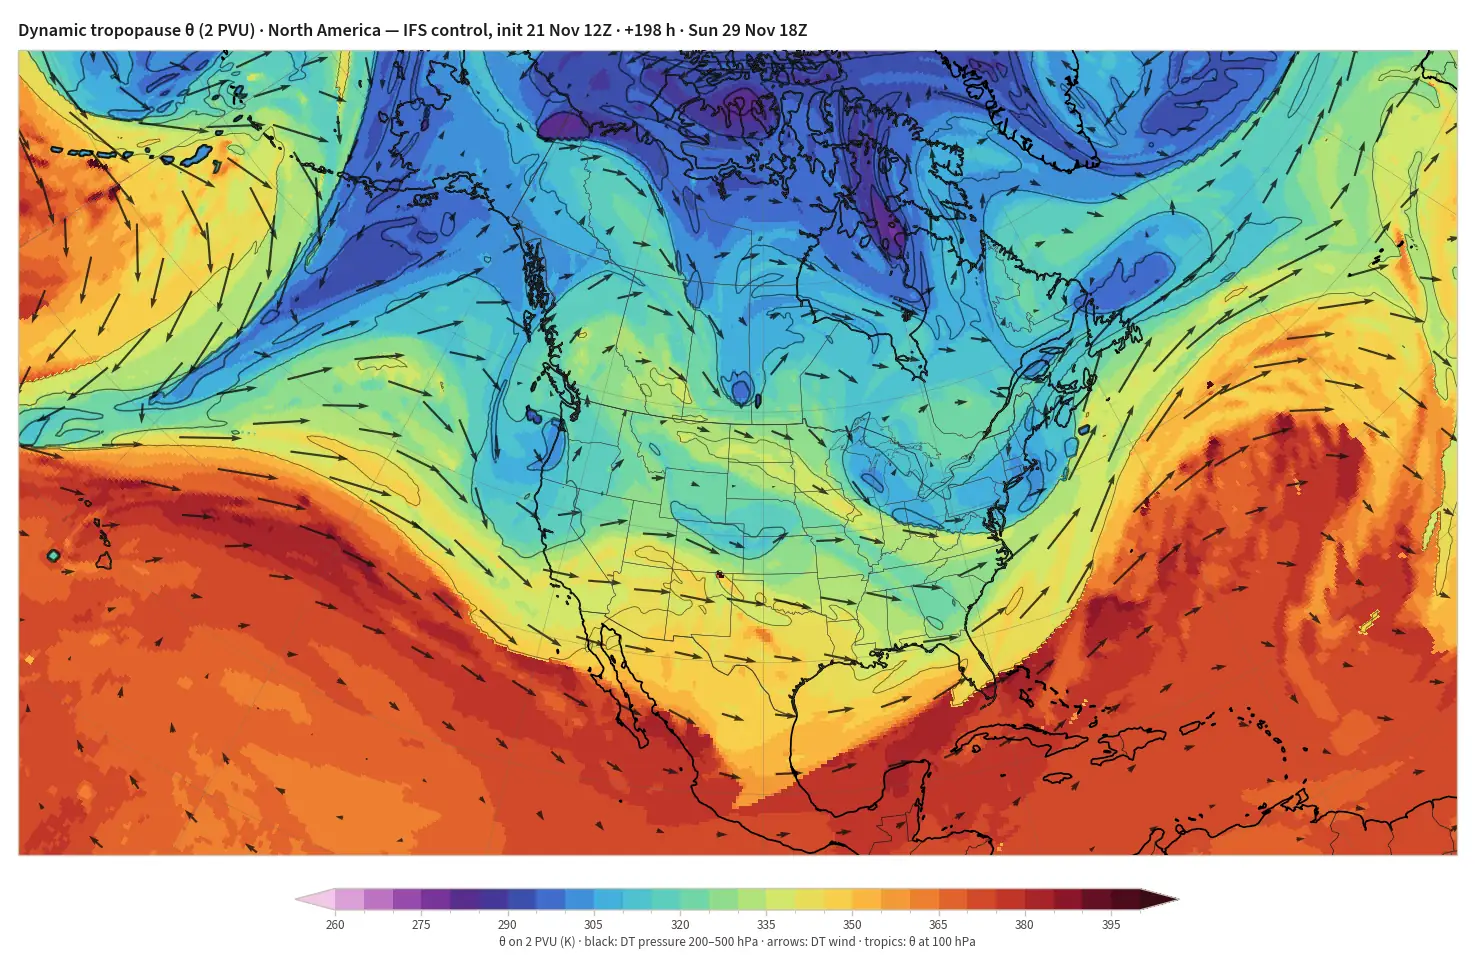 Dynamic tropopause θ (2 PVU) · North America — IFS control, init 21 Nov 12Z · +198 h · Sun 29 Nov 18Z
260 275 290 305 320 335 350 365 380 395
θ on 2 PVU (K) · black: DT pressure 200–500 hPa · arrows: DT wind · tropics: θ at 100 hPa